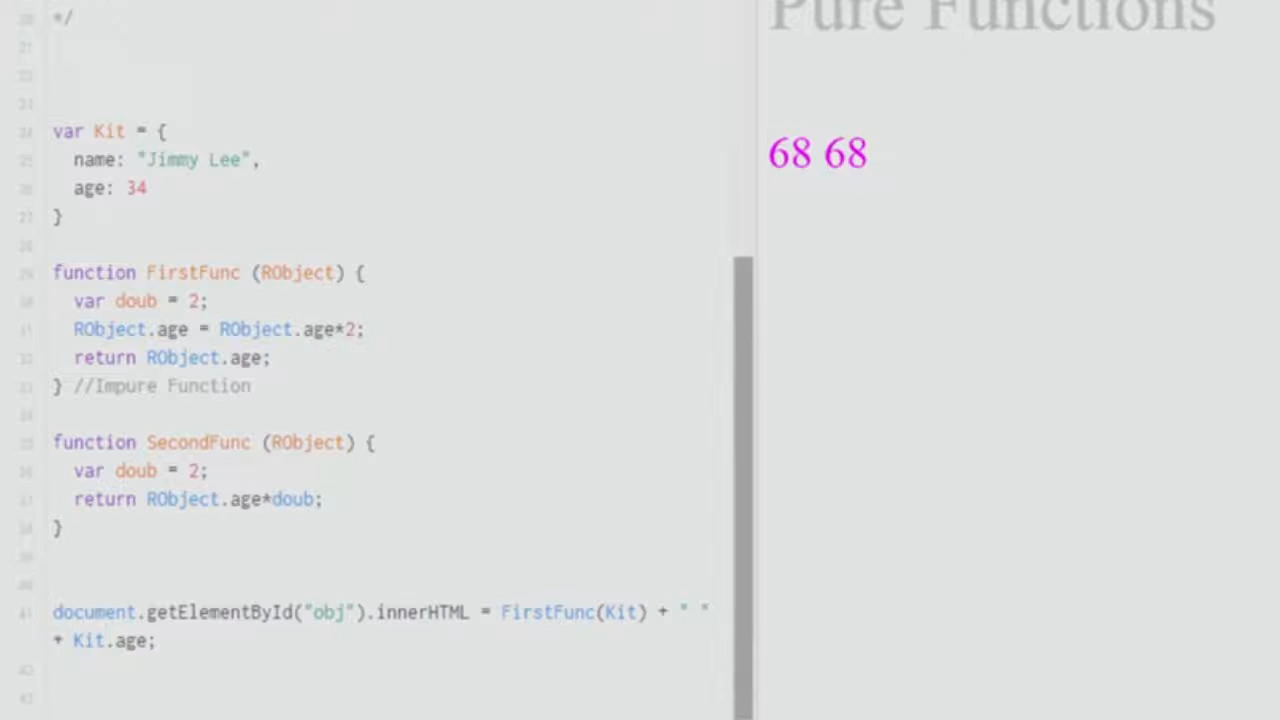 */
var Kit = {
name: "Jimmy Lee",
age: 34
}
function FirstFunc (RObject) {
var doub = 2;
RObject.age = RObject.age*2;
return RObject.age;
} //Impure Function
function SecondFunc (RObject) {
var doub = 2;
return RObject.age*doub;
}
document.getElementById("obj").innerHTML = FirstFunc(Kit) + " "
+ Kit.age;
Pure Functions
68 68